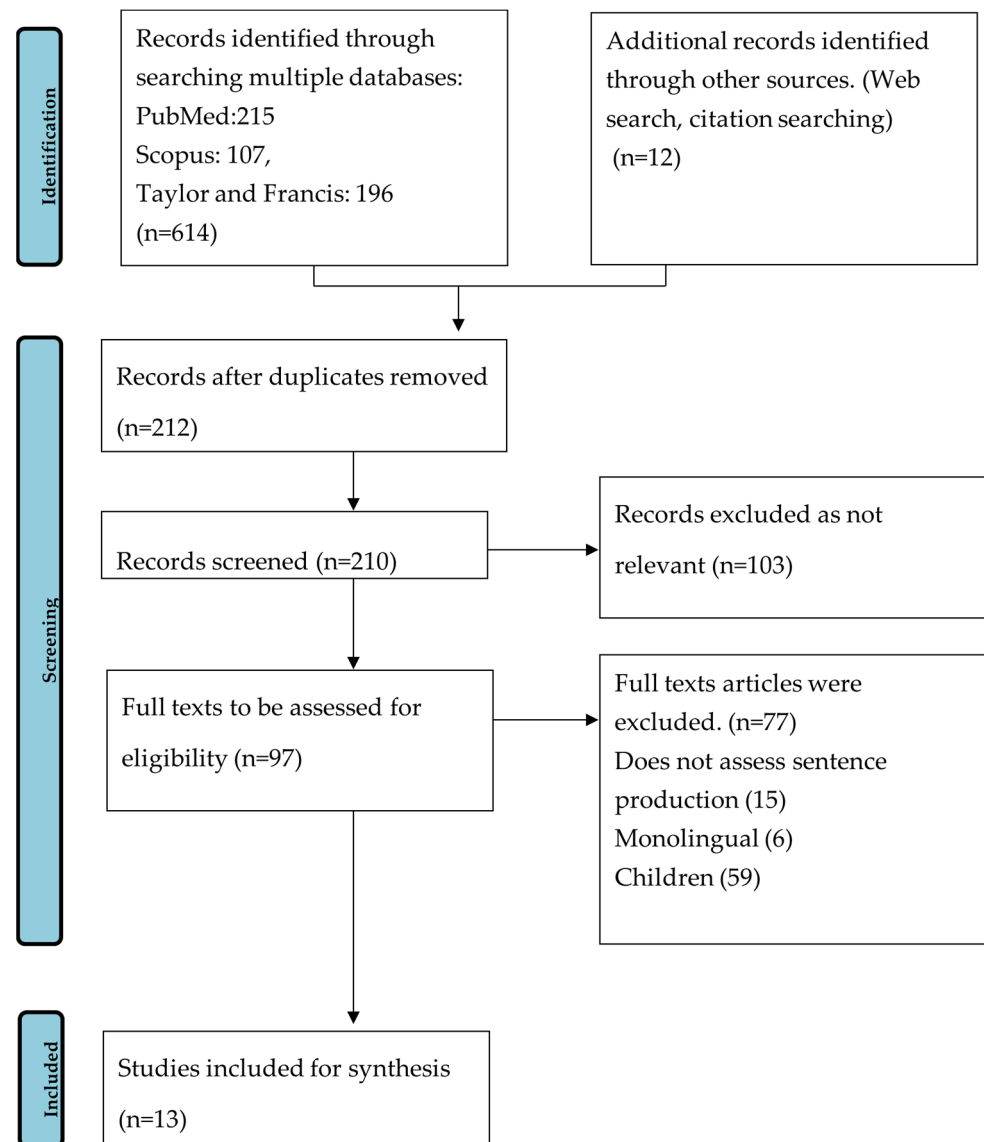 Identification
Records identified through
searching multiple databases:
PubMed:215
Scopus: 107,
Taylor and Francis: 196
(n=614)
Additional records identified
through other sources. (Web
search, citation searching)
(n=12)
Screening
Records after duplicates removed
(n=212)
Records screened (n=210)
Records excluded as not
relevant (n=103)
Full texts to be assessed for
eligibility (n=97)
Full texts articles were
excluded. (n=77)
Does not assess sentence
production (15)
Monolingual (6)
Children (59)
Included
Studies included for synthesis
(n=13)